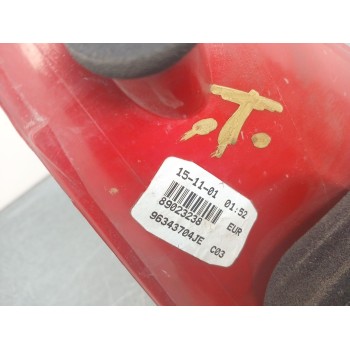 .T.
15-11-01 01:52
89023238 EUR
96343704JE C03